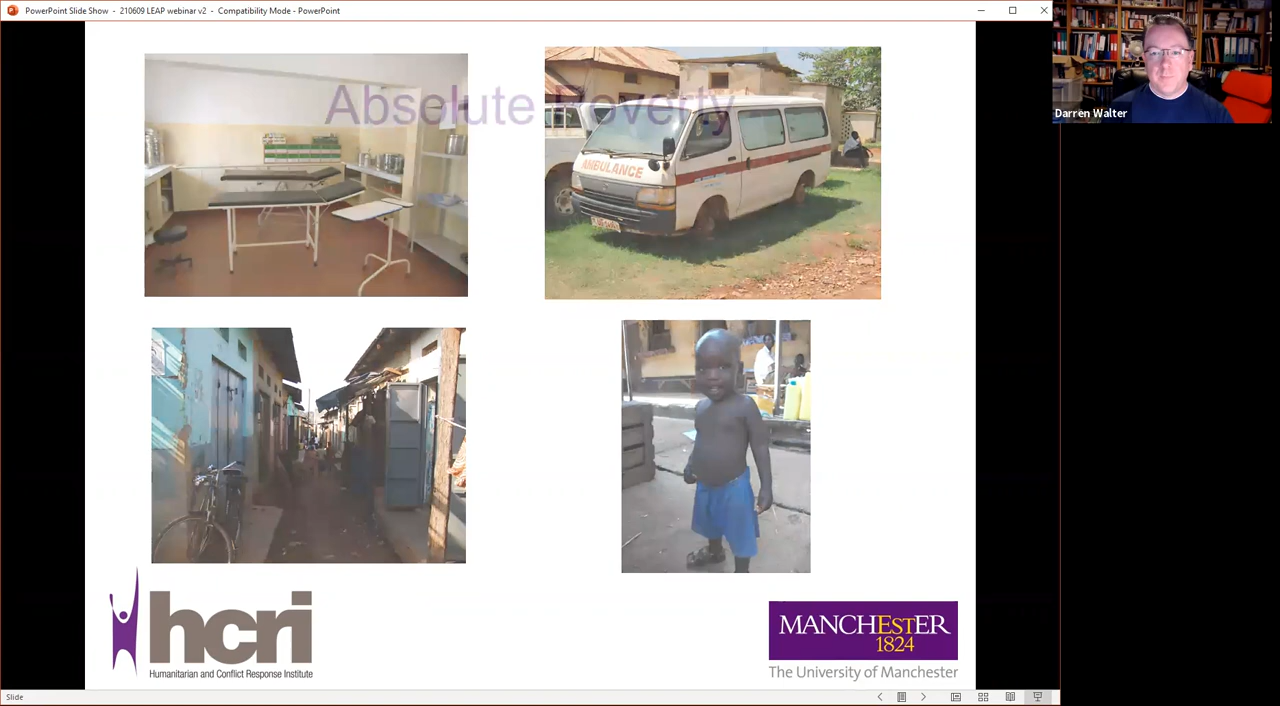 PowerPoint Slide Show - 210609 LEAP webinar v2 - Compatibility Mode - PowerPoint
Darren Walter
Absolute Poverty
AMBULANCE
hcri
Humanitarian and Conflict Response Institute
MANCHESTER
1824
The University of Manchester
Slide